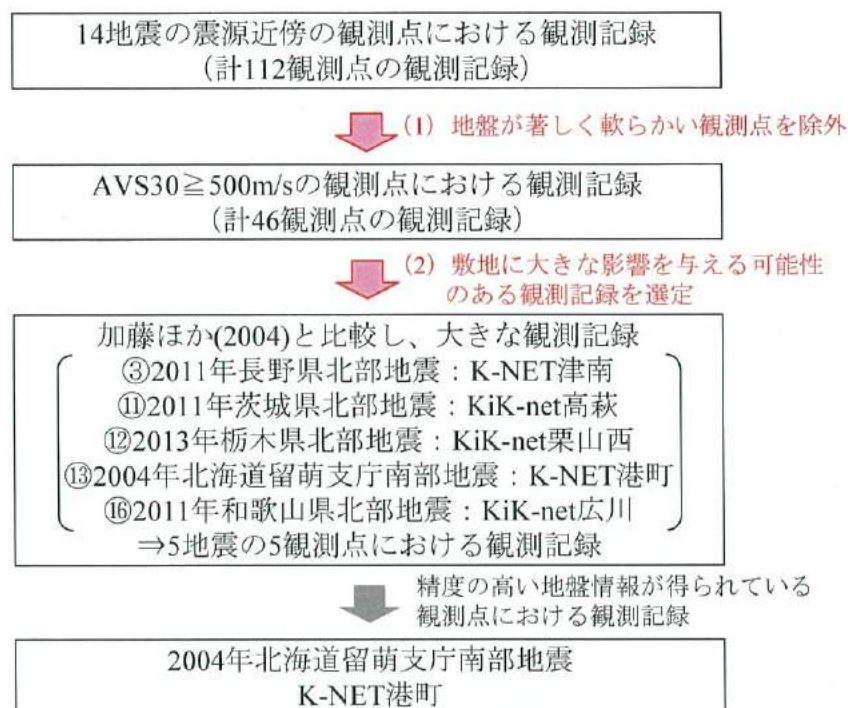 14地震の震源近傍の観測点における観測記録
(計112観測点の観測記録)
(1) 地盤が著しく軟らかい観測点を除外
AVS30≧500m/sの観測点における観測記録
(計46観測点の観測記録)
(2) 敷地に大きな影響を与える可能性
のある観測記録を選定
加藤ほか(2004)と比較し、大きな観測記録
③2011年長野県北部地震：K-NET津南
⑪2011年茨城県北部地震：KiK-net高萩
⑫2013年栃木県北部地震：KiK-net栗山西
⑬2004年北海道留萌支庁南部地震：K-NET港町
⑯2011年和歌山県北部地震：KiK-net広川
⇒5地震の5観測点における観測記録
精度の高い地盤情報が得られている
観測点における観測記録
2004年北海道留萌支庁南部地震
K-NET港町